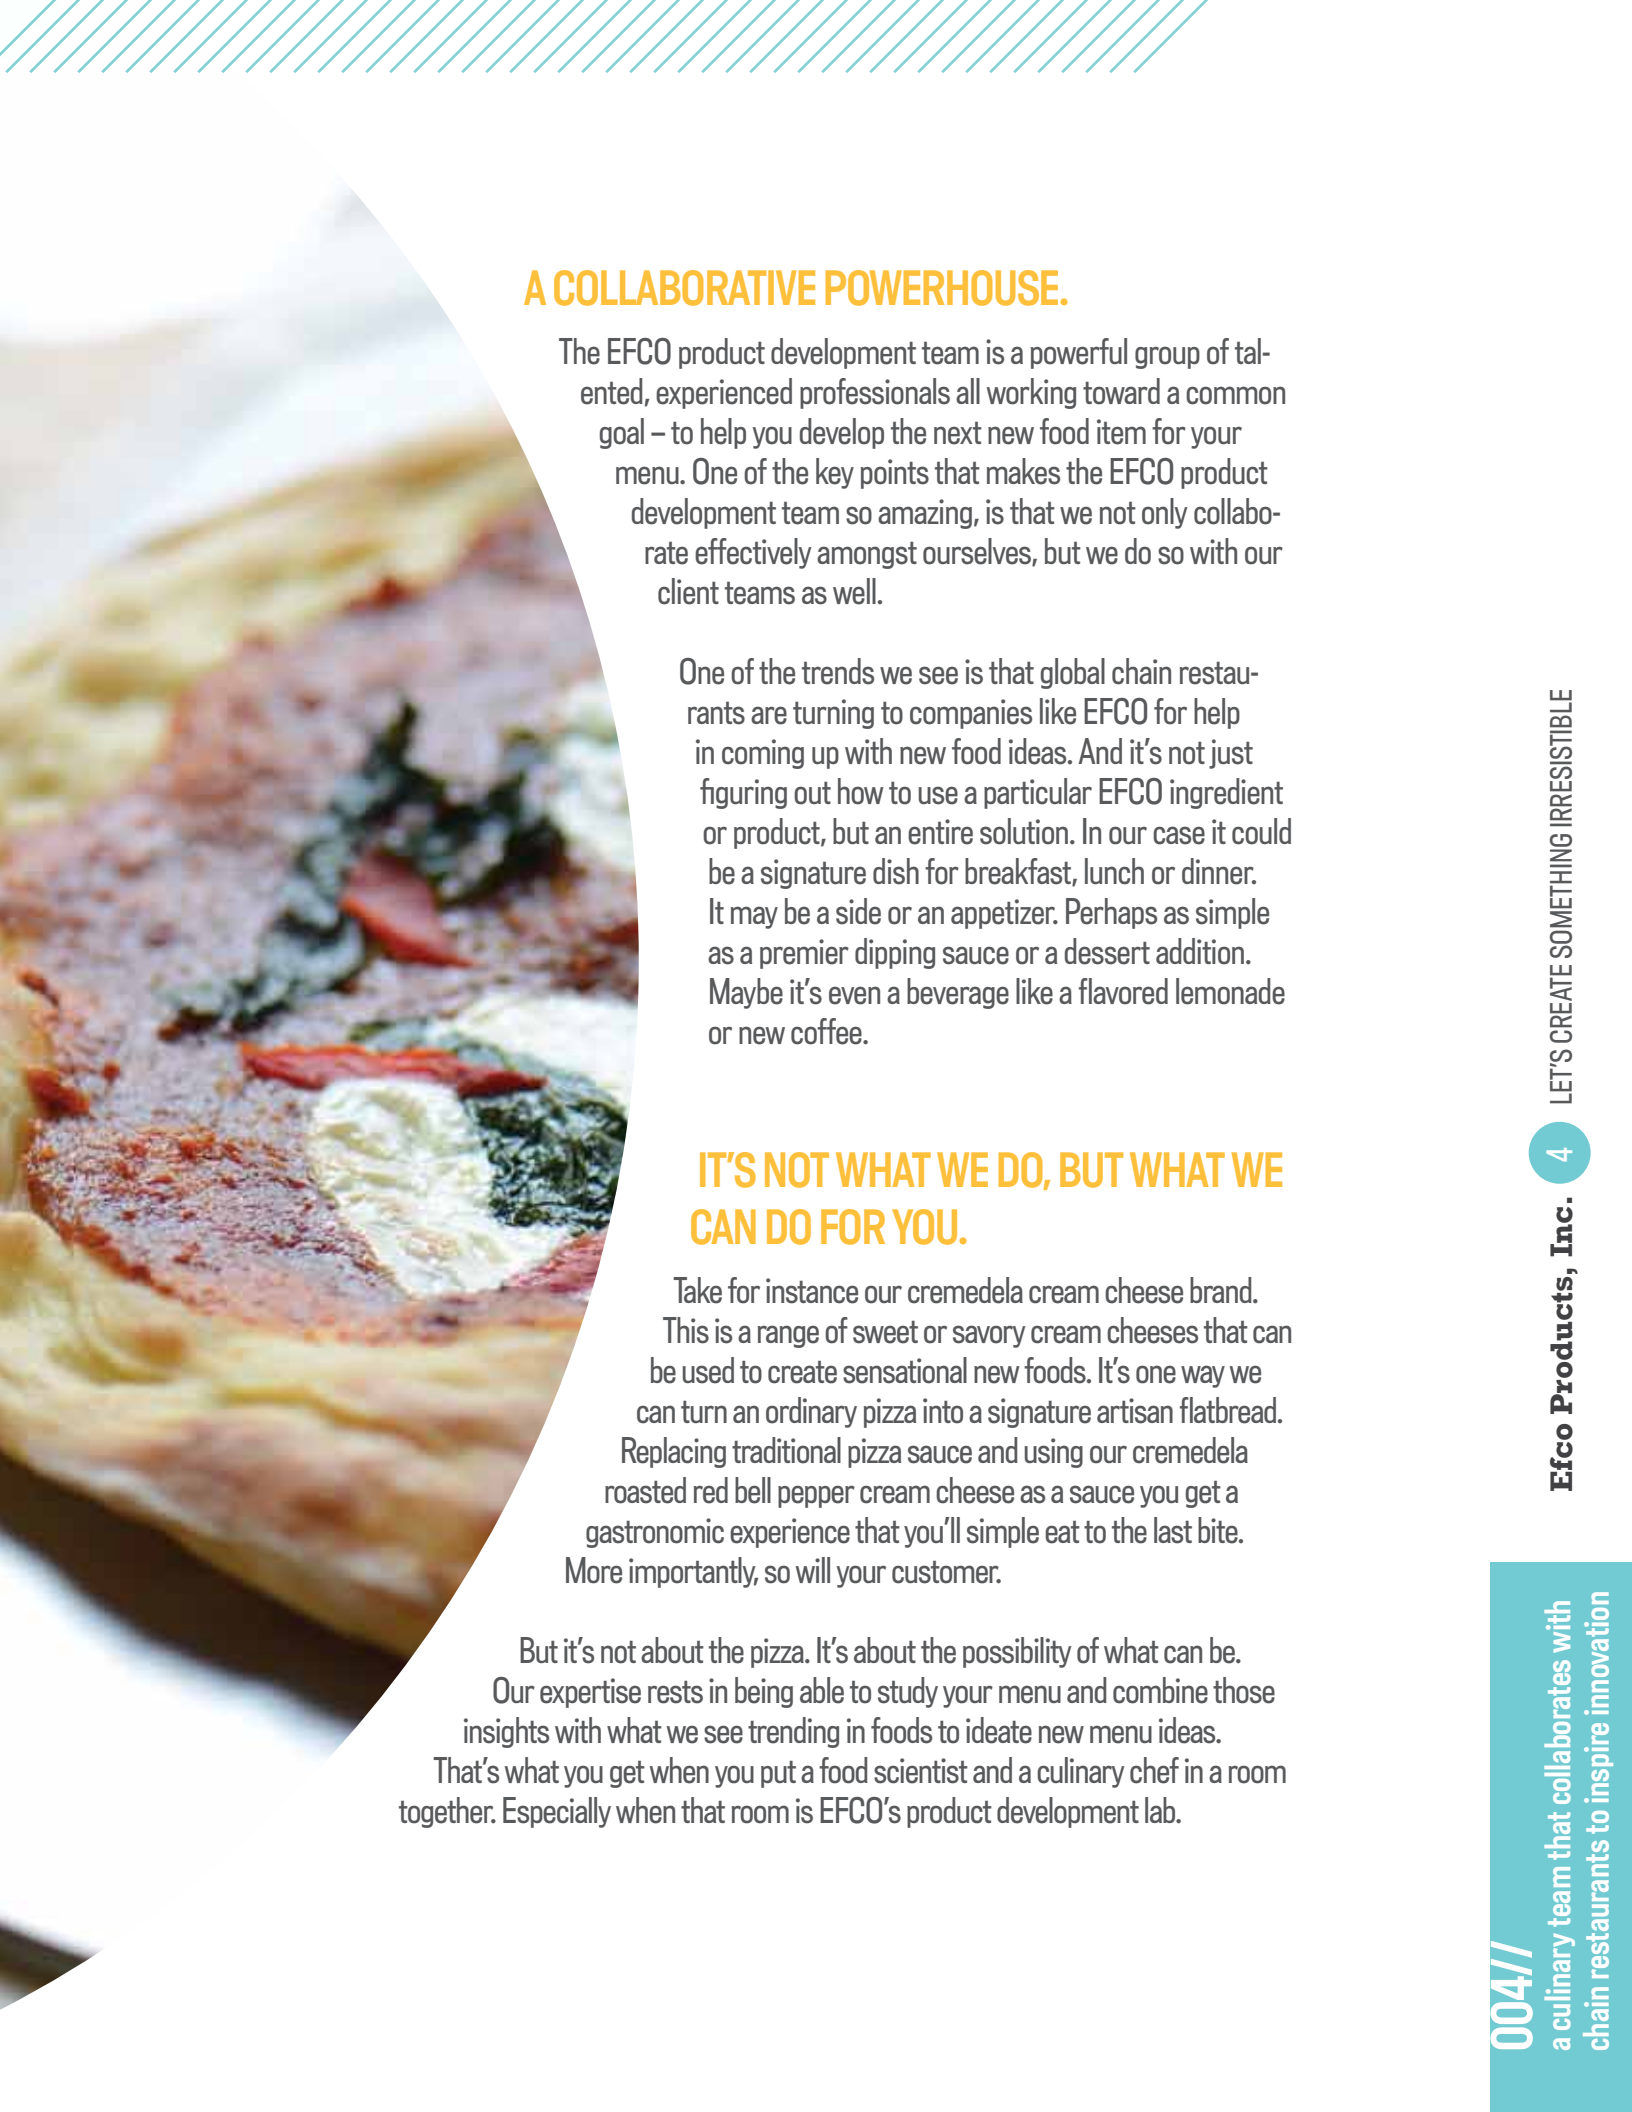 A COLLABORATIVE POWERHOUSE.
The EFCO product development team is a powerful group of tal-
ented, experienced professionals all working toward a common
goal – to help you develop the next new food item for your
menu. One of the key points that makes the EFCO product
development team so amazing, is that we not only collabo-
rate effectively amongst ourselves, but we do so with our
client teams as well.
One of the trends we see is that global chain restau-
rants are turning to companies like EFCO for help
in coming up with new food ideas. And it’s not just
figuring out how to use a particular EFCO ingredient
or product, but an entire solution. In our case it could
be a signature dish for breakfast, lunch or dinner.
It may be a side or an appetizer. Perhaps as simple
as a premier dipping sauce or a dessert addition.
Maybe it’s even a beverage like a flavored lemonade
or new coffee.
IT’S NOT WHAT WE DO, BUT WHAT WE
CAN DO FOR YOU.
Take for instance our cremedela cream cheese brand.
This is a range of sweet or savory cream cheeses that can
be used to create sensational new foods. It’s one way we
can turn an ordinary pizza into a signature artisan flatbread.
Replacing traditional pizza sauce and using our cremedela
roasted red bell pepper cream cheese as a sauce you get a
gastronomic experience that you’ll simple eat to the last bite.
More importantly, so will your customer.
But it’s not about the pizza. It’s about the possibility of what can be.
Our expertise rests in being able to study your menu and combine those
insights with what we see trending in foods to ideate new menu ideas.
That’s what you get when you put a food scientist and a culinary chef in a room
together. Especially when that room is EFCO’s product development lab.
Efco Products, Inc. 4 LET’S CREATE SOMETHING IRRESISTIBLE
004//
a culinary team that collaborates with
chain restaurants to inspire innovation